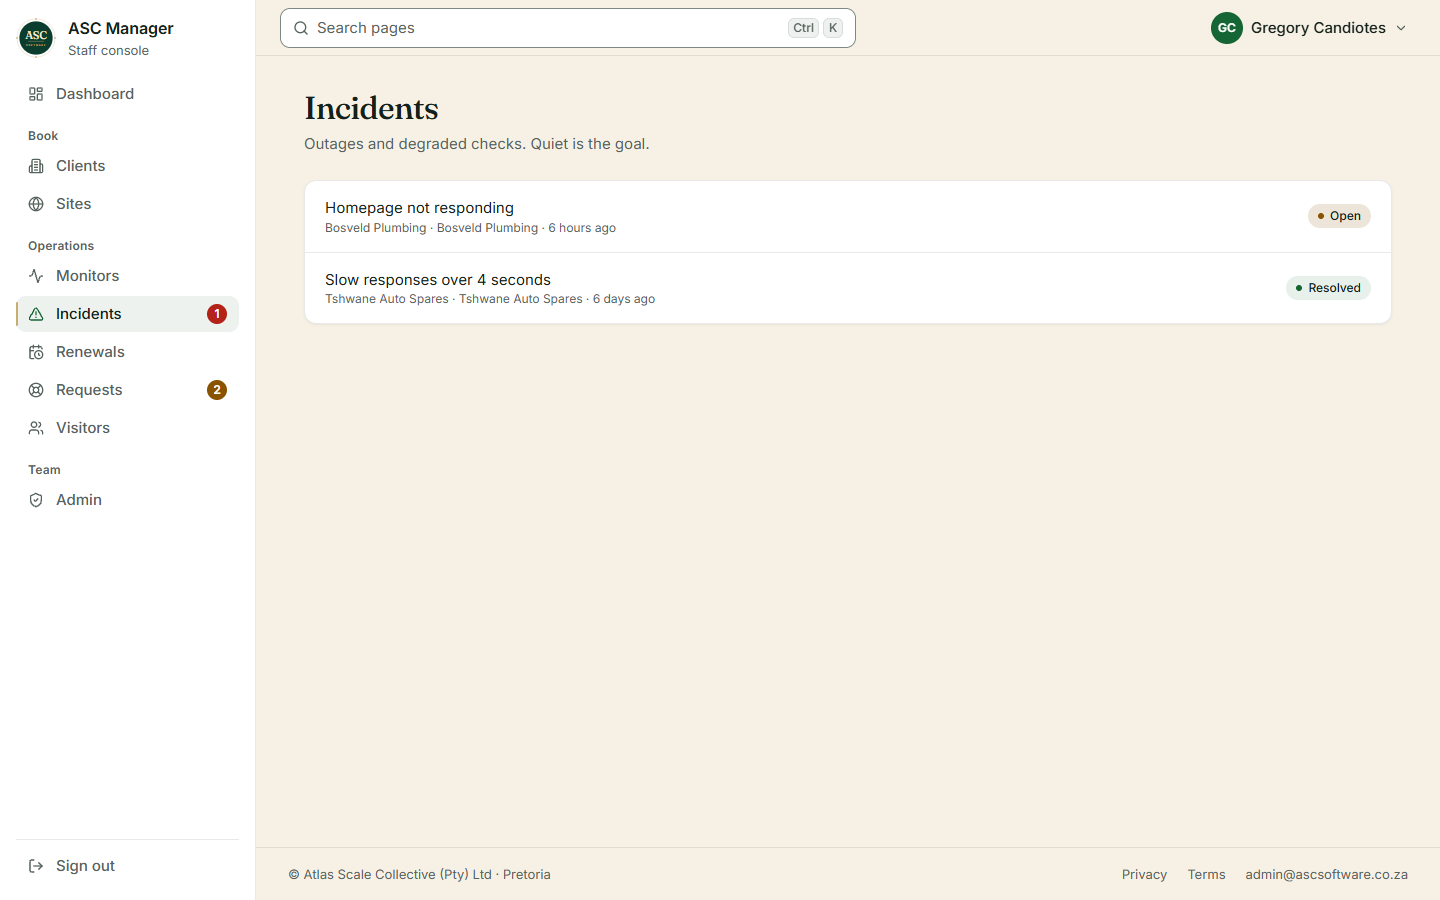 ASC
SOFTWARE
ASC Manager
Staff console
Dashboard
Book
Clients
Sites
Operations
Monitors
Incidents 1
Renewals
Requests 2
Visitors
Team
Admin
Sign out
Search pages Ctrl K
GC Gregory Candiotes
Incidents
Outages and degraded checks. Quiet is the goal.
Homepage not responding
Bosveld Plumbing · Bosveld Plumbing · 6 hours ago
Open
Slow responses over 4 seconds
Tshwane Auto Spares · Tshwane Auto Spares · 6 days ago
Resolved
© Atlas Scale Collective (Pty) Ltd · Pretoria
Privacy Terms admin@ascsoftware.co.za